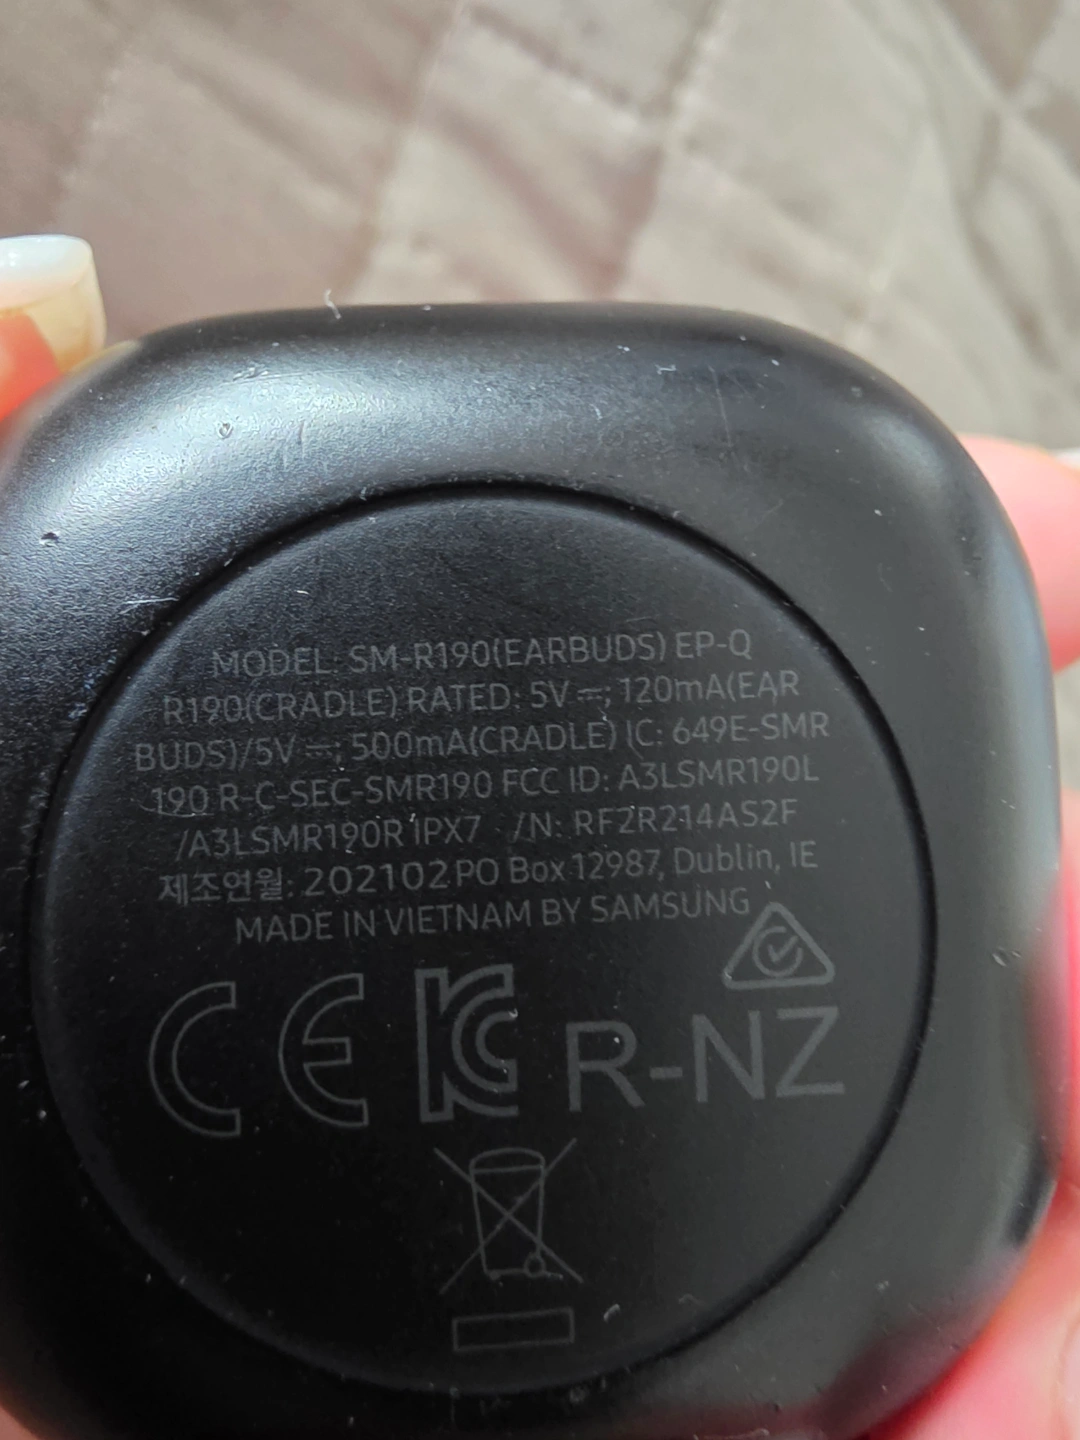 MODEL: SM-R190(EARBUDS) EP-Q
R190(CRADLE) RATED: 5V ⎓; 120mA(EAR
BUDS)/5V ⎓; 500mA(CRADLE) IC: 649E-SMR
190 R-C-SEC-SMR190 FCC ID: A3LSMR190L
/A3LSMR190R IPX7 /N: RFZR214AS2F
제조연월: 202102 PO Box 12987, Dublin, IE
MADE IN VIETNAM BY SAMSUNG
CE KC R-NZ